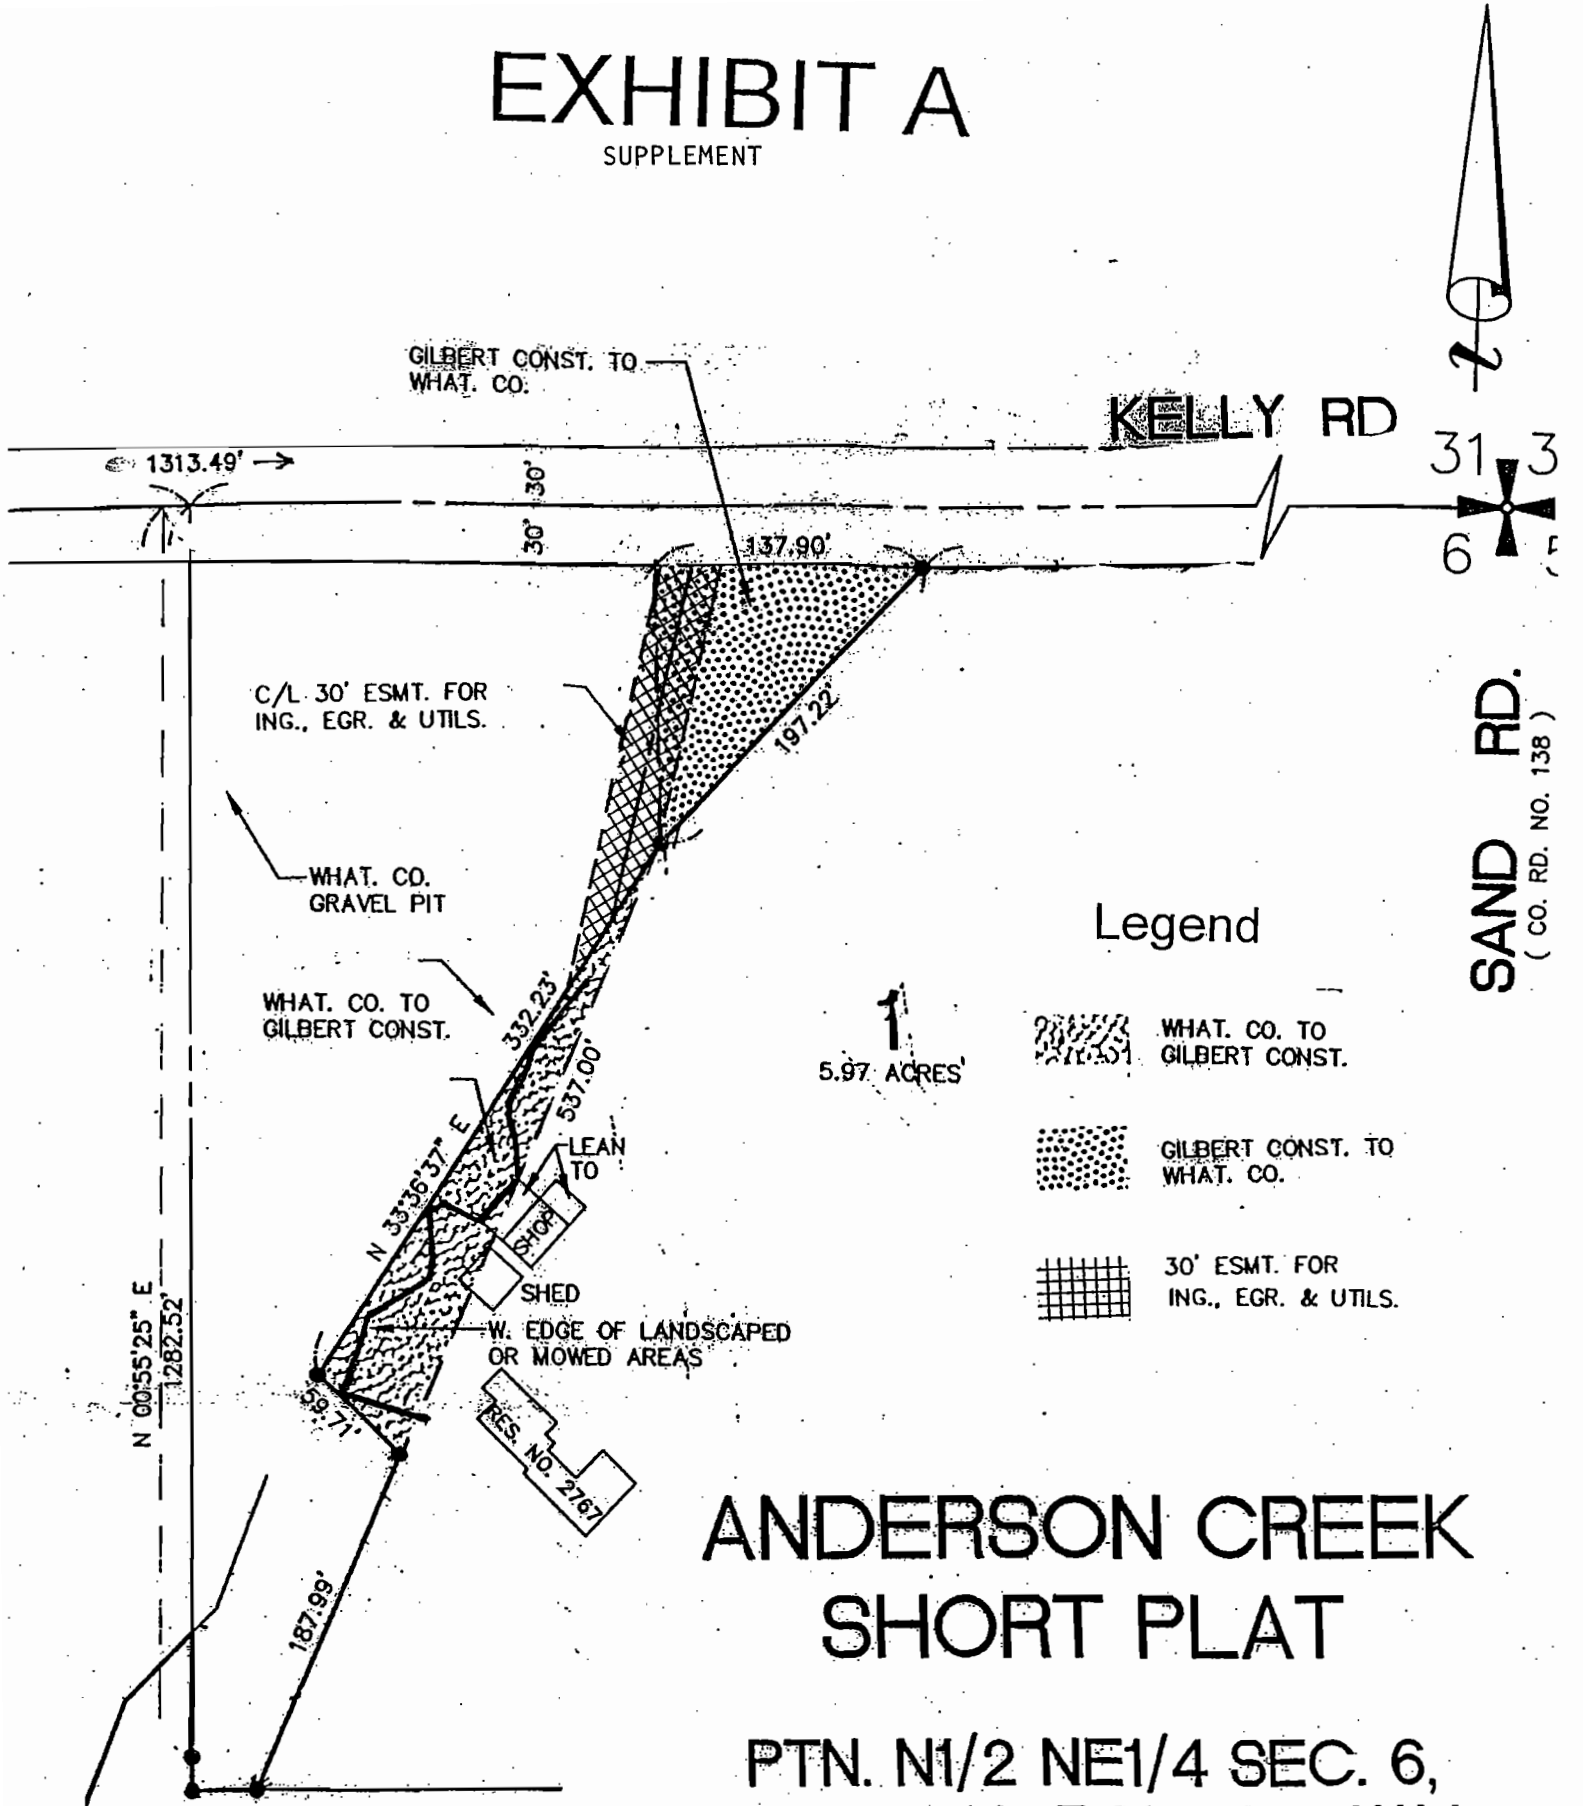 EXHIBIT A
SUPPLEMENT
GILBERT CONST. TO
WHAT. CO.
KELLY RD
1313.49'
30'
30'
31
3
6
137.90'
C/L 30' ESMT. FOR
ING., EGR. & UTILS.
197.22'
SAND RD.
( CO. RD. NO. 138 )
WHAT. CO.
GRAVEL PIT
Legend
WHAT. CO. TO
GILBERT CONST.
332.23'
537.00'
1
5.97 ACRES
WHAT. CO. TO
GILBERT CONST.
LEAN
TO
GILBERT CONST. TO
WHAT. CO.
N 33°36'37" E
SHOP
SHED
30' ESMT. FOR
ING., EGR. & UTILS.
N 00°55'25" E
1282.52'
W. EDGE OF LANDSCAPED
OR MOWED AREAS
59.71'
RES. NO. 2767
187.99'
ANDERSON CREEK
SHORT PLAT
PTN. N1/2 NE1/4 SEC. 6,